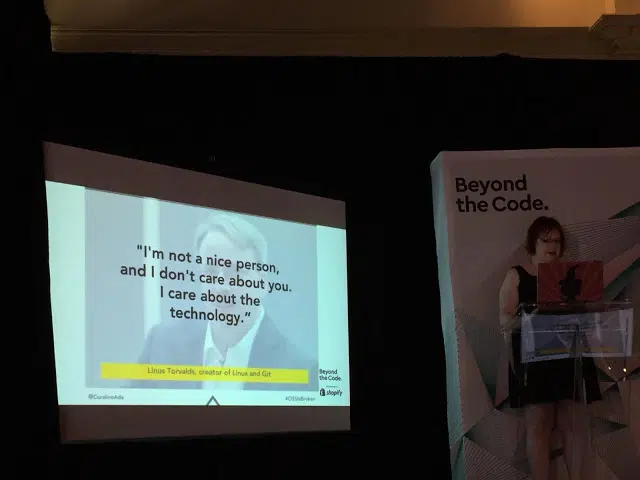 "I'm not a nice person,
and I don't care about you.
I care about the
technology."
Linus Torvalds, creator of Linux and Git
Beyond
the Code.
shopify
@CoralineAda
#OSSisBroken
Beyond
the Code.